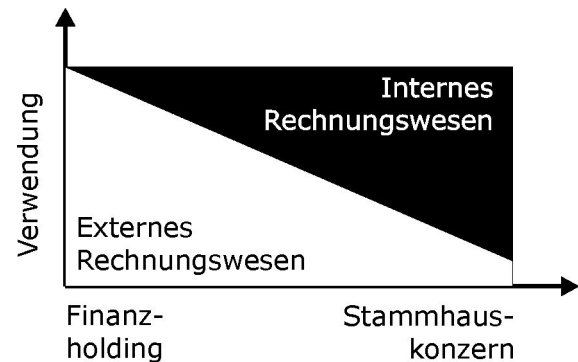 Verwendung
Internes
Rechnungswesen
Externes
Rechnungswesen
Finanz-
holding
Stammhaus-
konzern